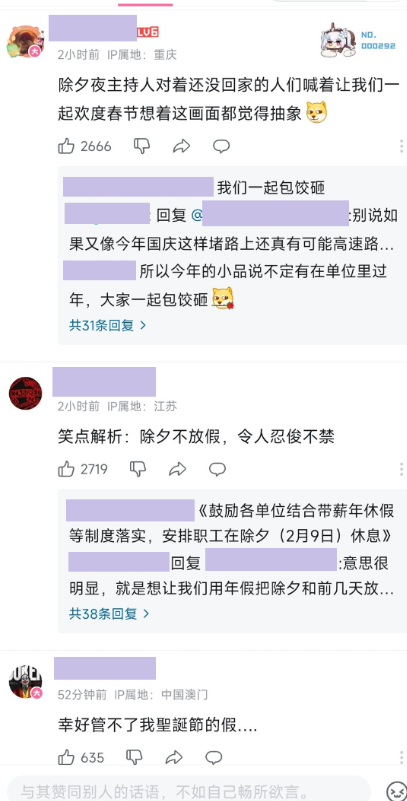 LV6
NO.
000292
2小时前 IP属地：重庆
除夕夜主持人对着还没回家的人们喊着让我们一
起欢度春节想着这画面都觉得抽象
2666
我们一起包饺砸
: 回复 @ :别说如
果又像今年国庆这样堵路上还真有可能高速路...
所以今年的小品说不定有在单位里过
年，大家一起包饺砸
共31条回复 >
2小时前 IP属地：江苏
笑点解析：除夕不放假，令人忍俊不禁
2719
《鼓励各单位结合带薪年休假
等制度落实，安排职工在除夕（2月9日）休息》
回复 :意思很
明显，就是想让我们用年假把除夕和前几天放...
共38条回复 >
52分钟前 IP属地：中国澳门
幸好管不了我聖誕節的假....
635
与其赞同别人的话语，不如自己畅所欲言。